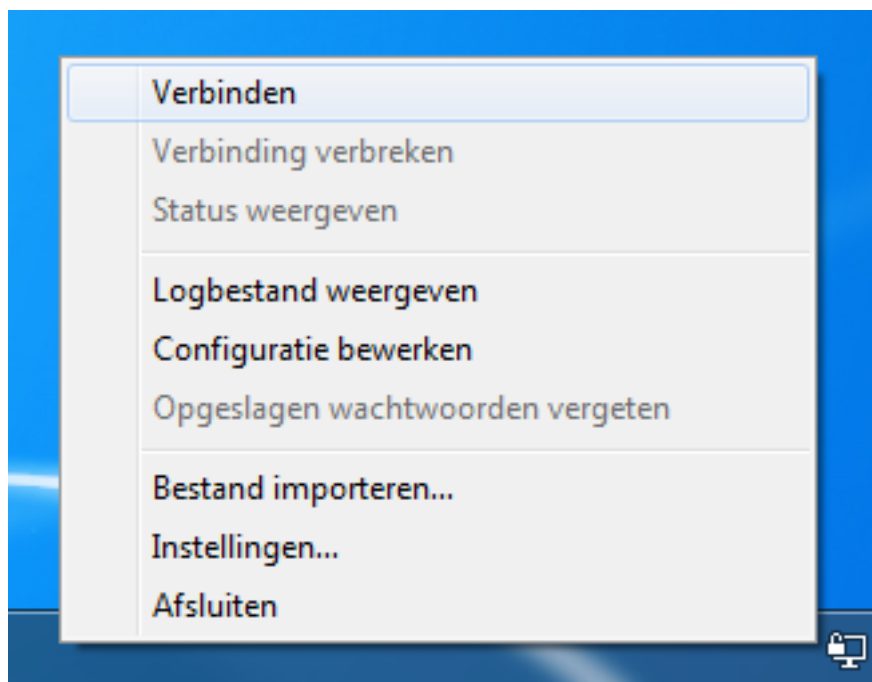 Verbinden
Verbinding verbreken
Status weergeven
Logbestand weergeven
Configuratie bewerken
Opgeslagen wachtwoorden vergeten
Bestand importeren...
Instellingen...
Afsluiten